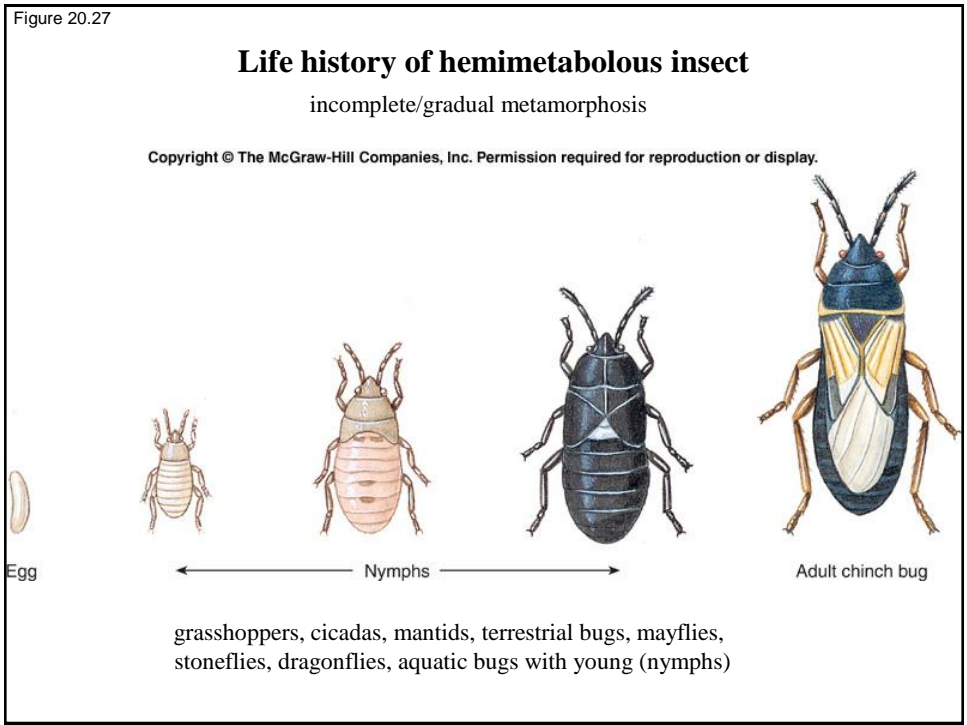 Figure 20.27
Life history of hemimetabolous insect
incomplete/gradual metamorphosis
Copyright © The McGraw-Hill Companies, Inc. Permission required for reproduction or display.
Egg
Nymphs
Adult chinch bug
grasshoppers, cicadas, mantids, terrestrial bugs, mayflies,
stoneflies, dragonflies, aquatic bugs with young (nymphs)